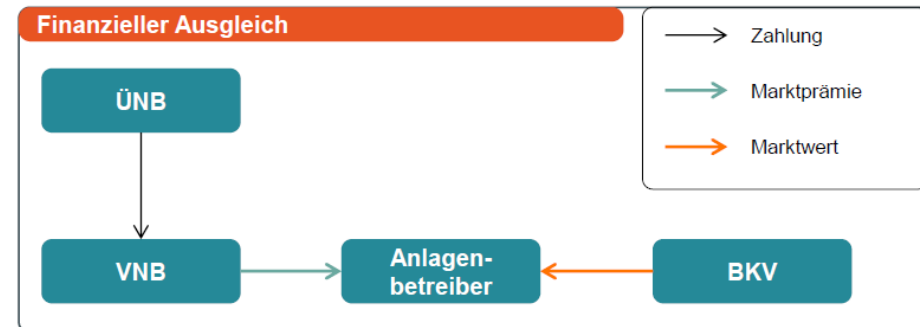 Finanzieller Ausgleich
Zahlung
Marktprämie
Marktwert
ÜNB
VNB
Anlagen-
betreiber
BKV